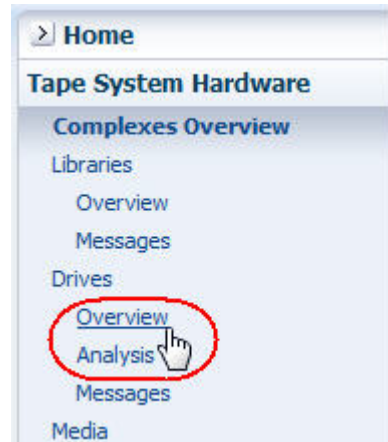 Home
Tape System Hardware
Complexes Overview
Libraries
Overview
Messages
Drives
Overview
Analysis
Messages
Media